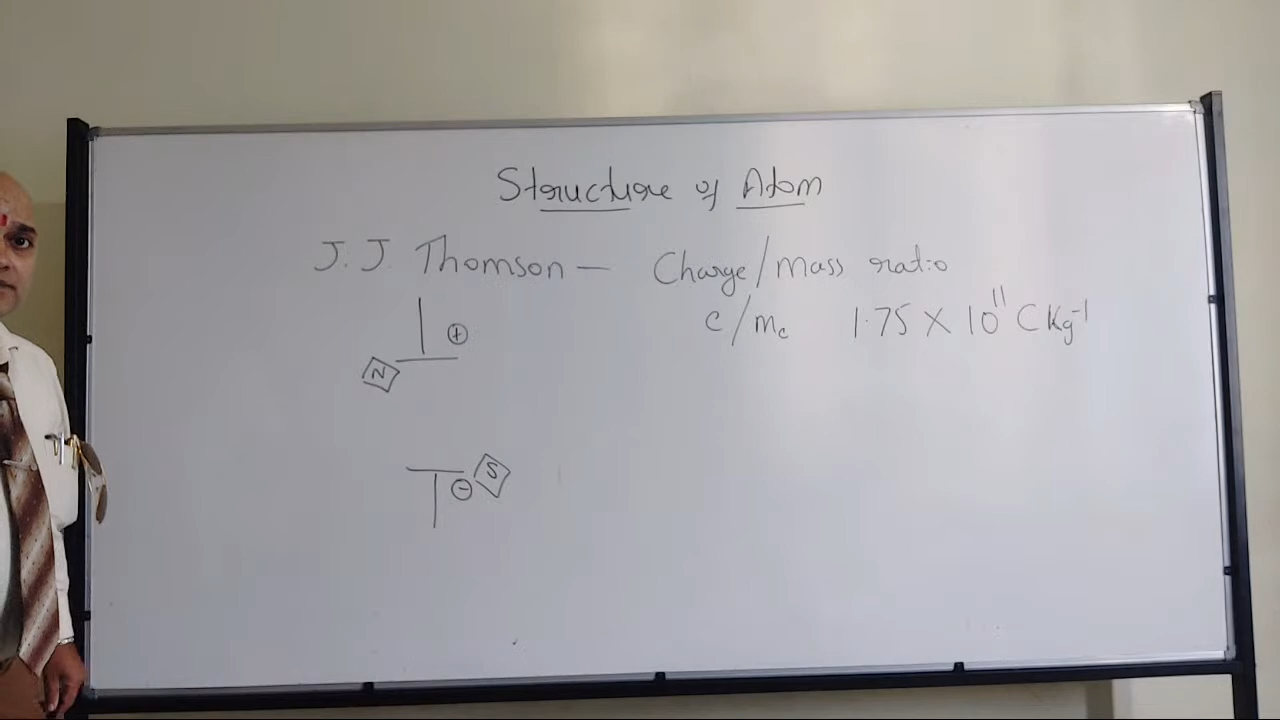 Structure of Atom
J. J. Thomson — Charge/mass ratio
e/me 1.75 × 10¹¹ C Kg⁻¹
+
N
S
−